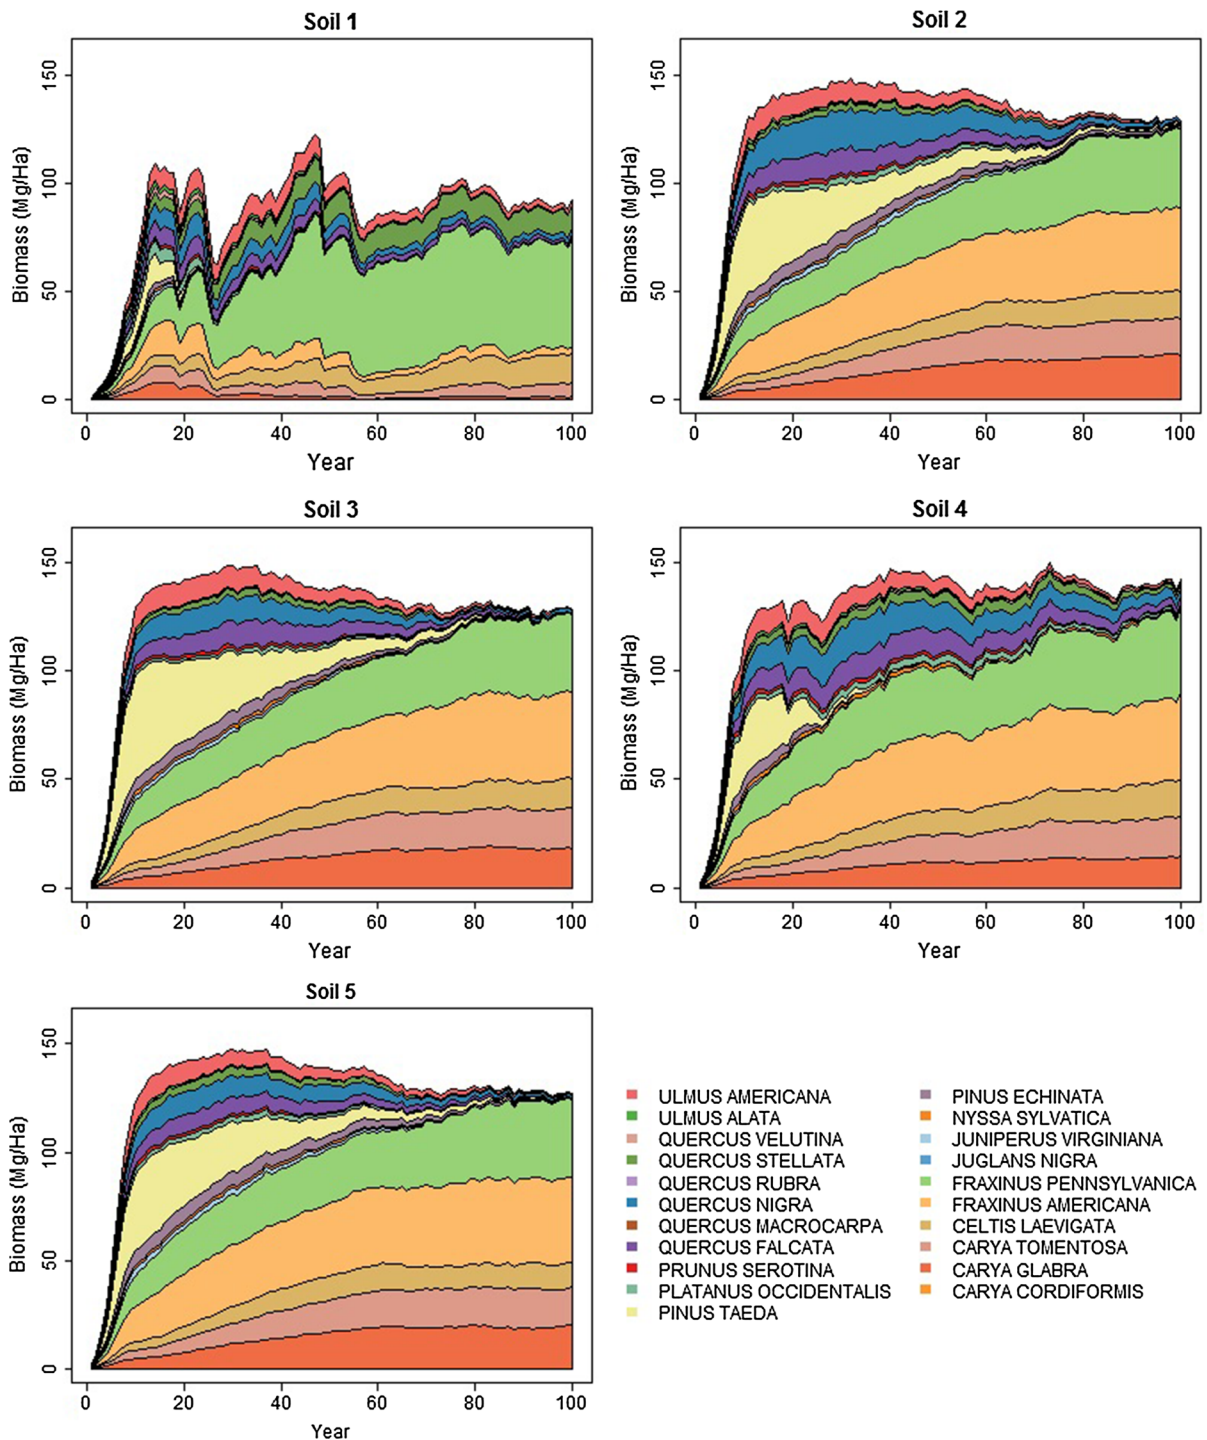 Soil 1
Biomass (Mg/Ha)
0 50 100 150
0 20 40 60 80 100
Year
Soil 2
Biomass (Mg/Ha)
0 50 100 150
0 20 40 60 80 100
Year
Soil 3
Biomass (Mg/Ha)
0 50 100 150
0 20 40 60 80 100
Year
Soil 4
Biomass (Mg/Ha)
0 50 100 150
0 20 40 60 80 100
Year
Soil 5
Biomass (Mg/Ha)
0 50 100 150
0 20 40 60 80 100
Year
ULMUS AMERICANA
ULMUS ALATA
QUERCUS VELUTINA
QUERCUS STELLATA
QUERCUS RUBRA
QUERCUS NIGRA
QUERCUS MACROCARPA
QUERCUS FALCATA
PRUNUS SEROTINA
PLATANUS OCCIDENTALIS
PINUS TAEDA
PINUS ECHINATA
NYSSA SYLVATICA
JUNIPERUS VIRGINIANA
JUGLANS NIGRA
FRAXINUS PENNSYLVANICA
FRAXINUS AMERICANA
CELTIS LAEVIGATA
CARYA TOMENTOSA
CARYA GLABRA
CARYA CORDIFORMIS